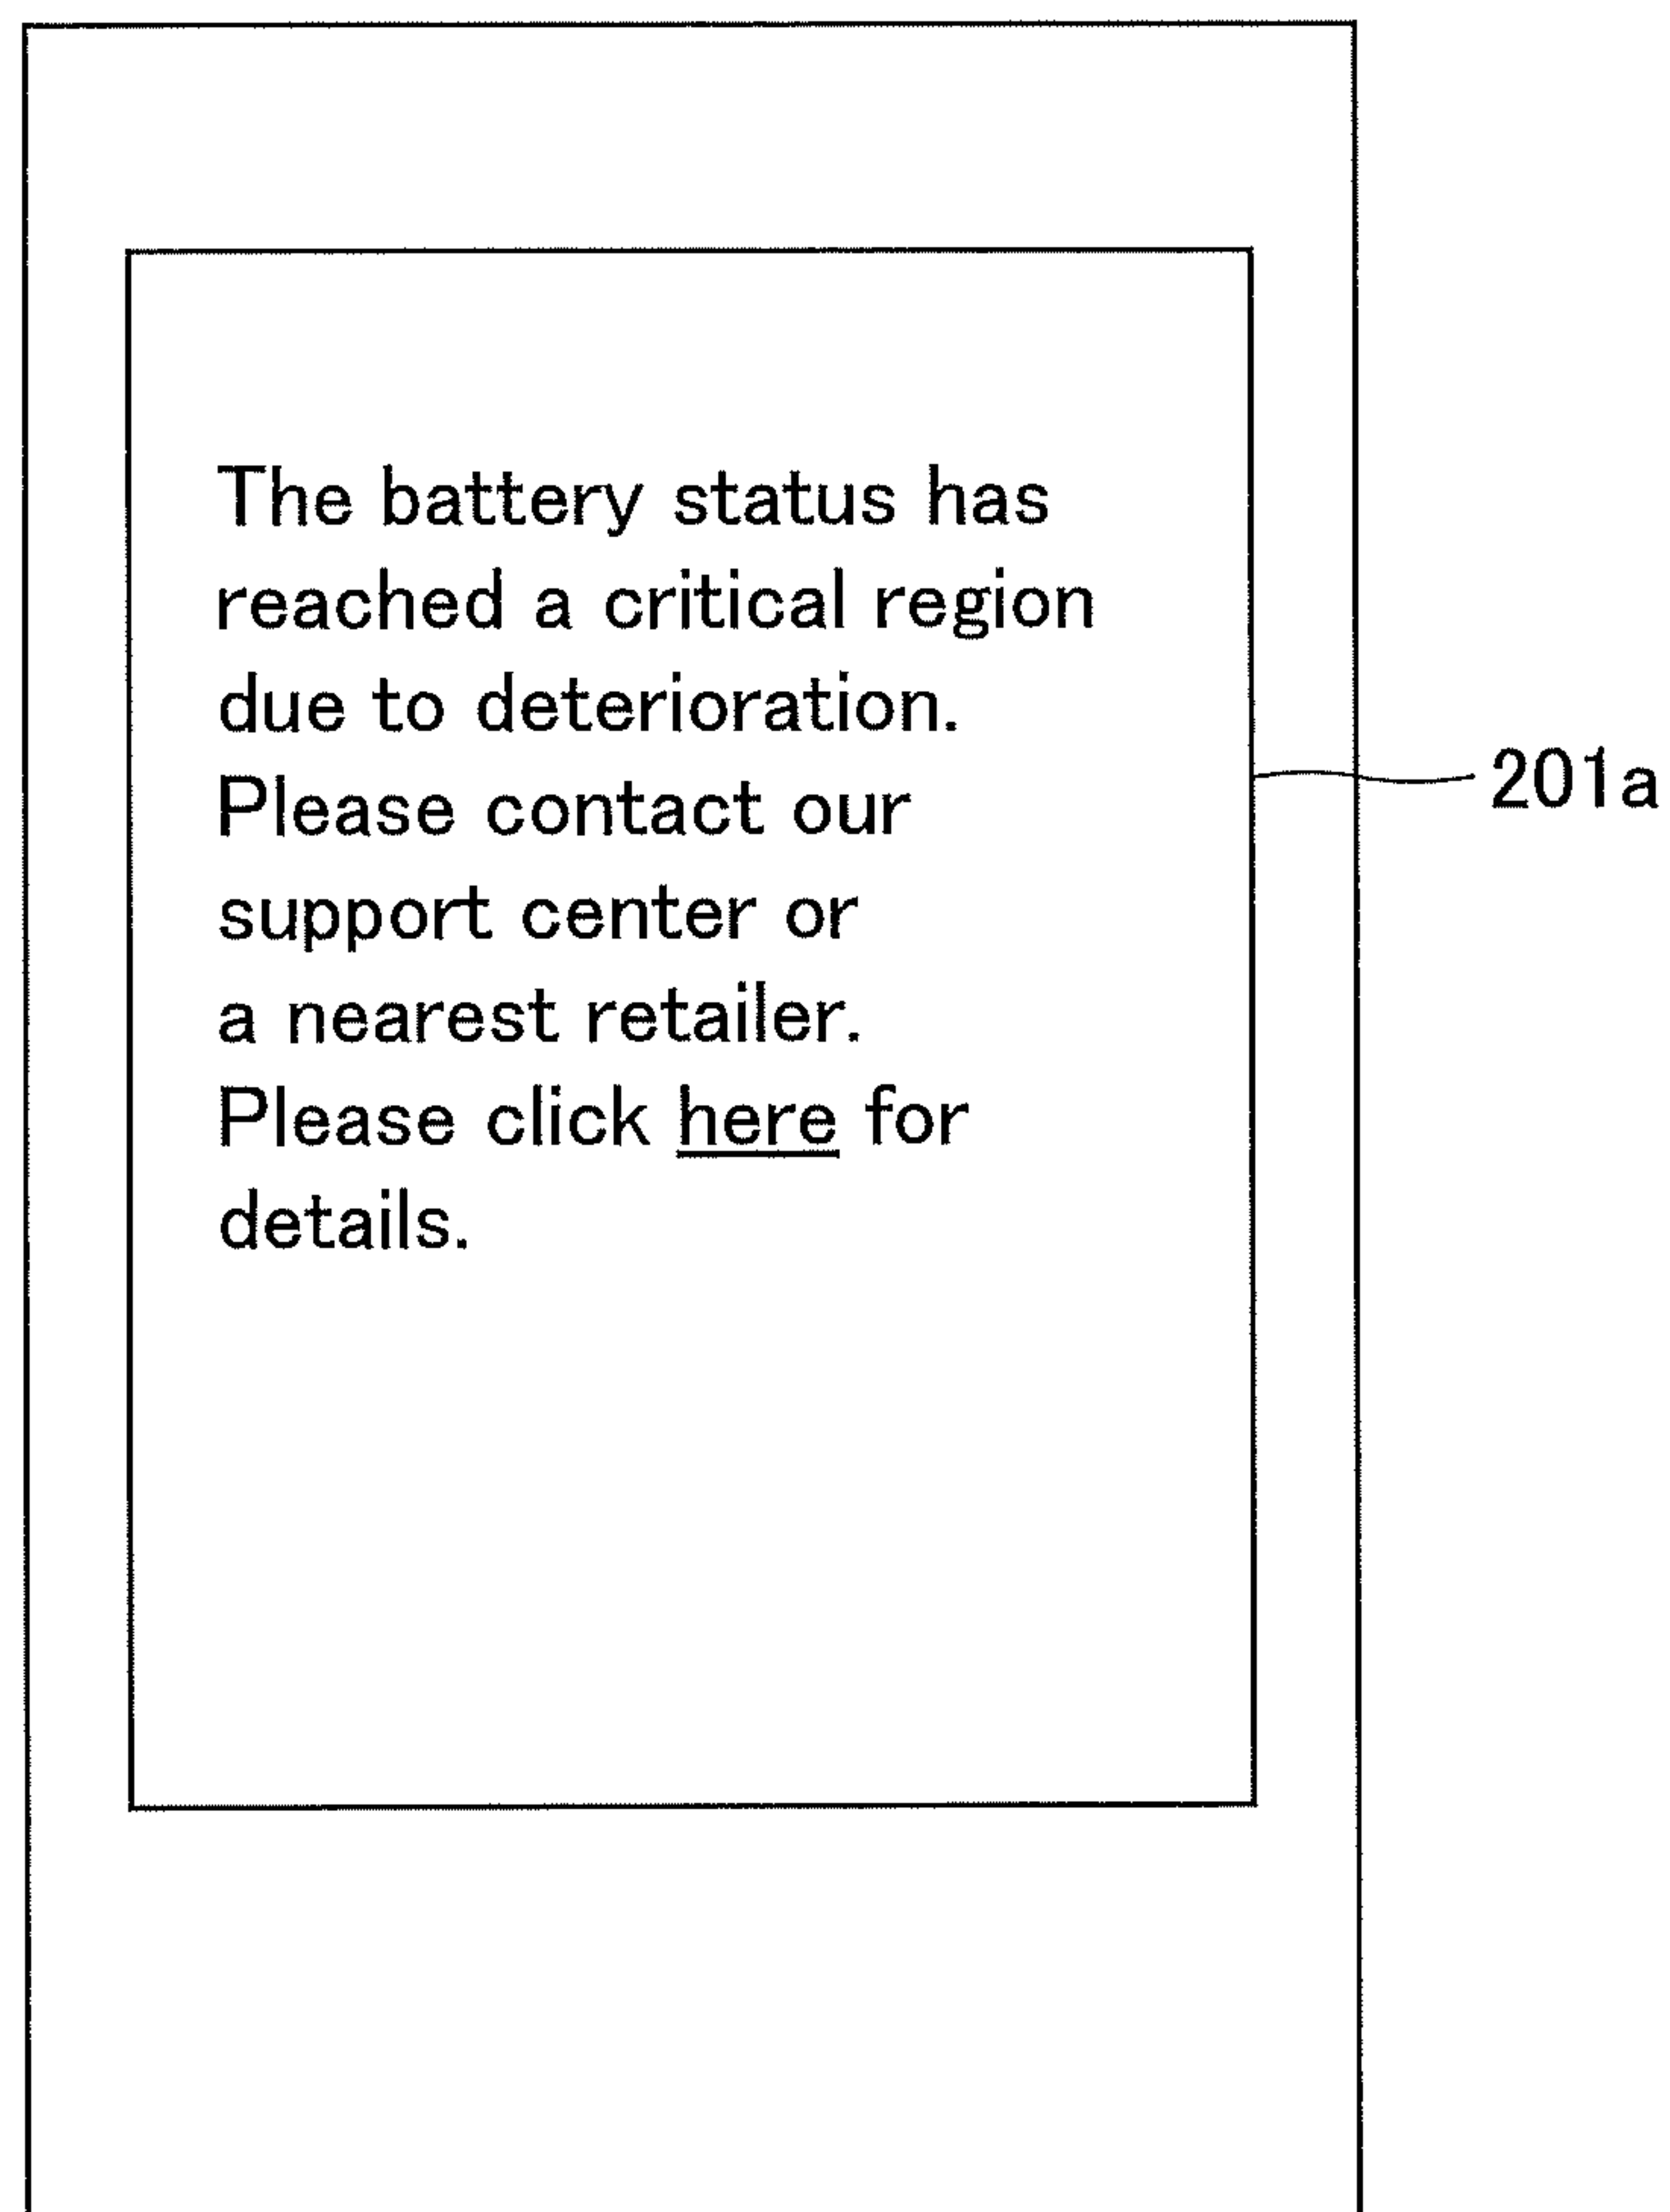 The battery status has
reached a critical region
due to deterioration.
Please contact our
support center or
a nearest retailer.
Please click here for
details.
201a